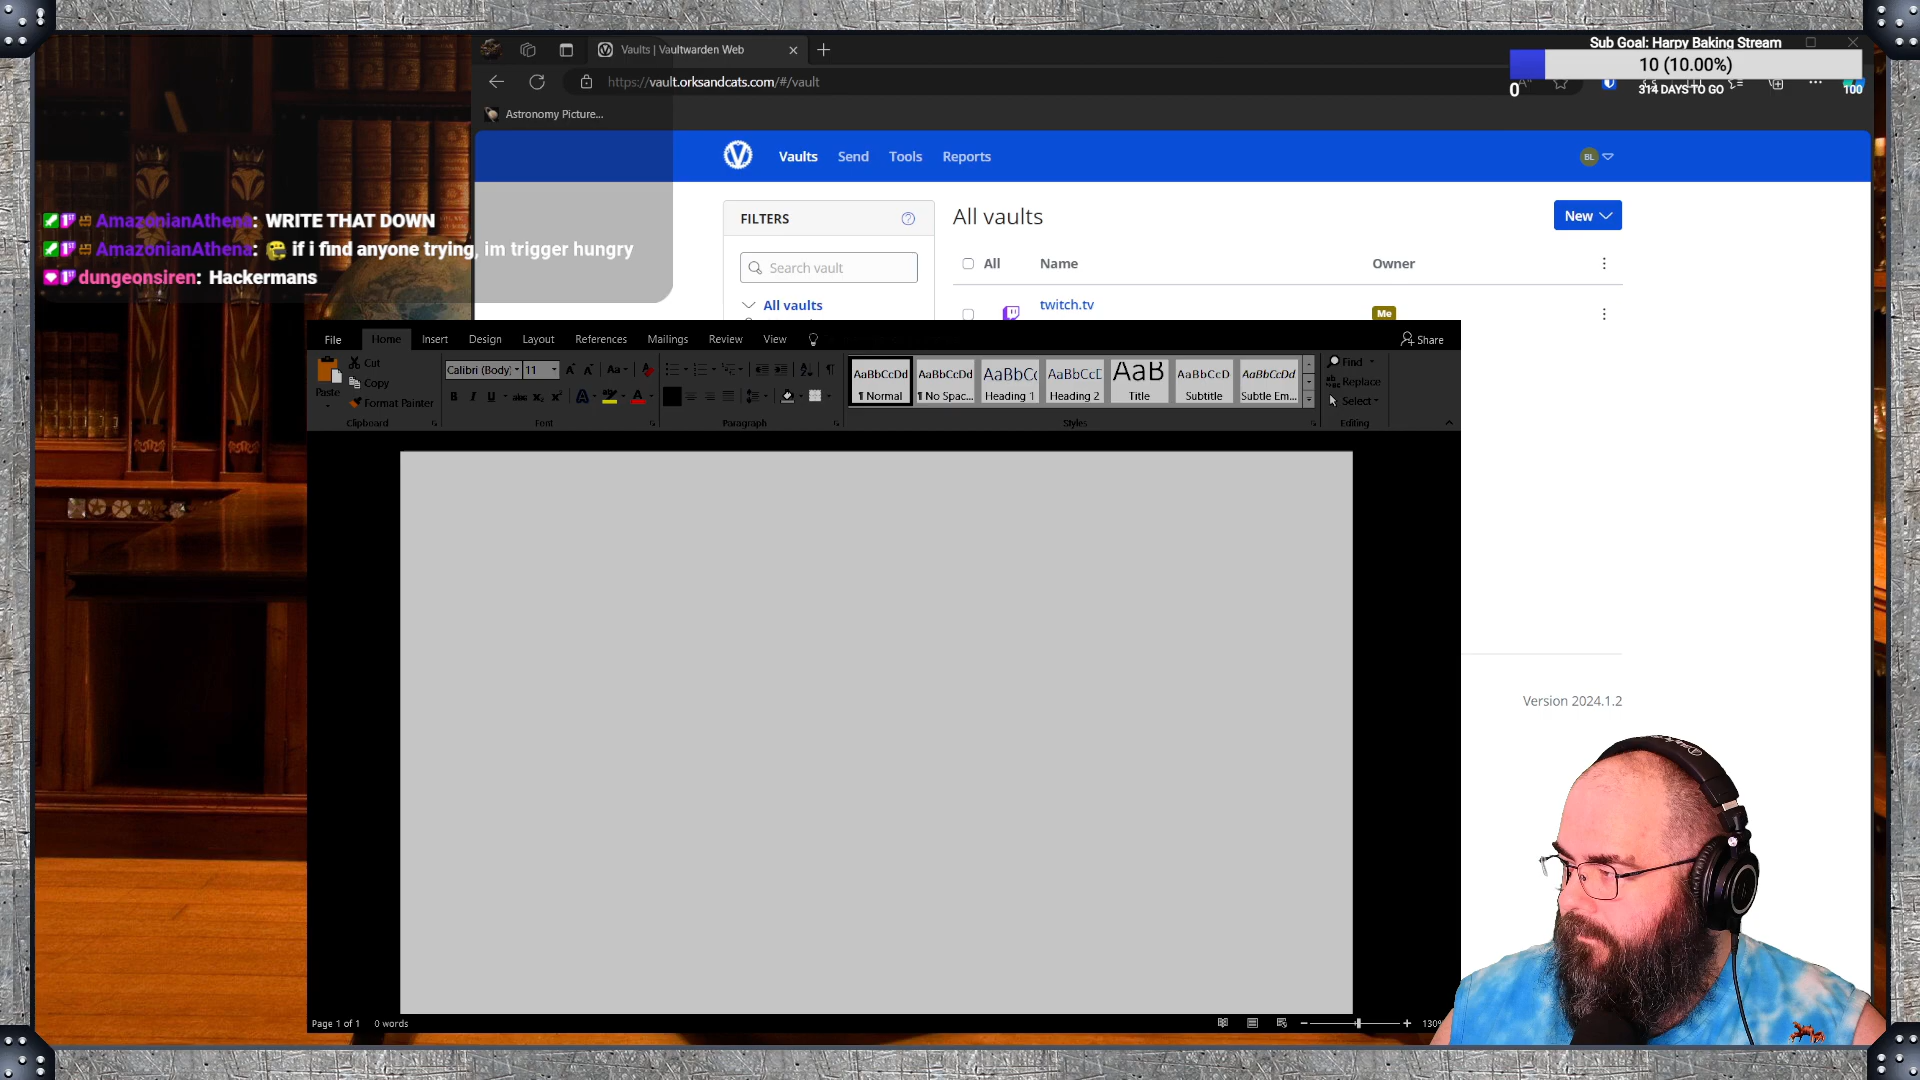 Vaults | Vaultwarden Web
Sub Goal: Harpy Baking Stream
10 (10.00%)
0
314 DAYS TO GO
100
https://vault.orksandcats.com/#/vault
Astronomy Picture...
Vaults
Send
Tools
Reports
BL
AmazonianAthena: WRITE THAT DOWN
AmazonianAthena: if i find anyone trying, im trigger hungry
dungeonsiren: Hackermans
FILTERS
Search vault
All vaults
All vaults
New
All
Name
Owner
twitch.tv
Me
File
Home
Insert
Design
Layout
References
Mailings
Review
View
Share
Paste
Cut
Copy
Format Painter
Clipboard
Calibri (Body)
11
Font
Paragraph
AaBbCcDd
¶ Normal
AaBbCcDd
¶ No Spac...
AaBbC
Heading 1
AaBbCcE
Heading 2
AaB
Title
AaBbCcD
Subtitle
AaBbCcDd
Subtle Em...
Styles
Find
Replace
Select
Editing
Version 2024.1.2
Page 1 of 1
0 words
130%